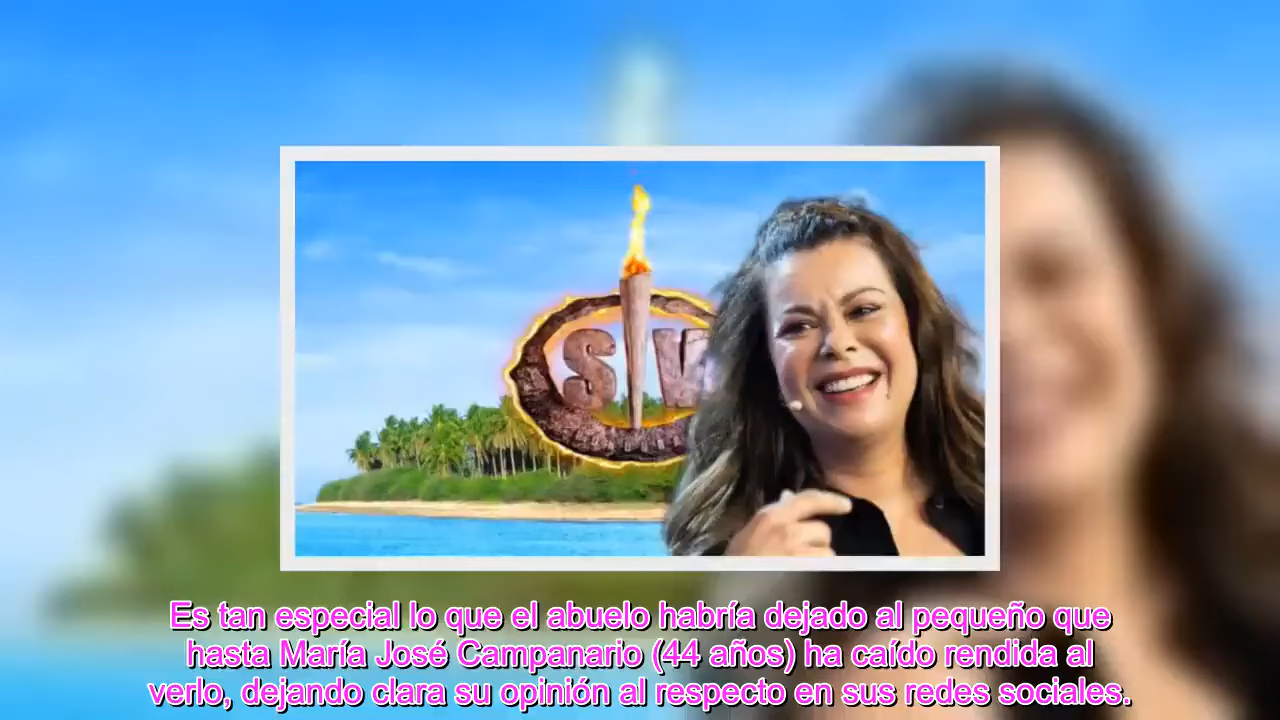 SV
Es tan especial lo que el abuelo habría dejado al pequeño que
hasta María José Campanario (44 años) ha caído rendida al
verlo, dejando clara su opinión al respecto en sus redes sociales.